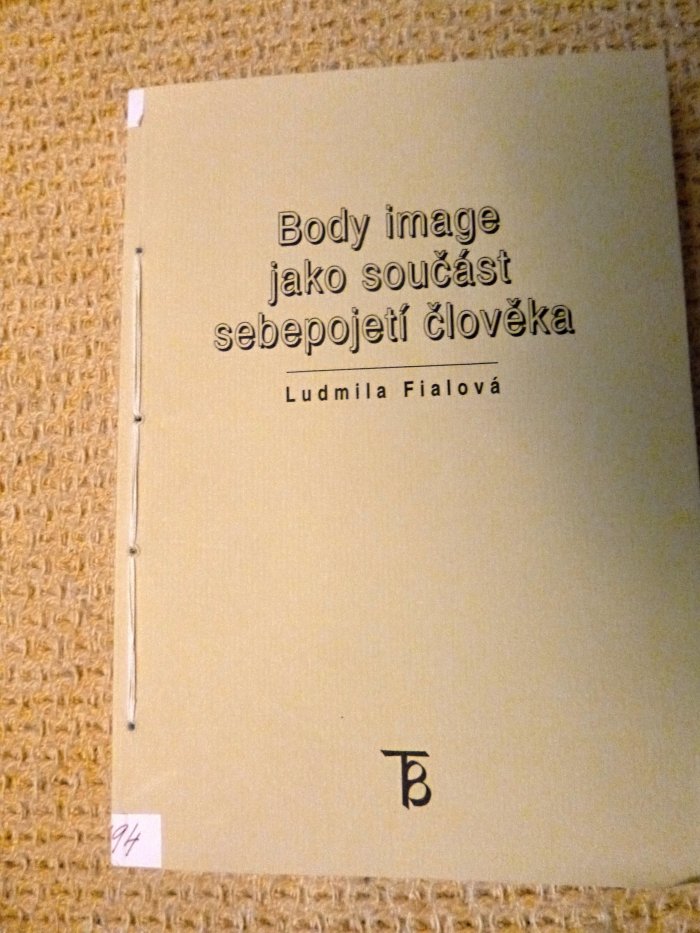 Body image
jako součást
sebepojetí člověka
Ludmila Fialová
TB
94